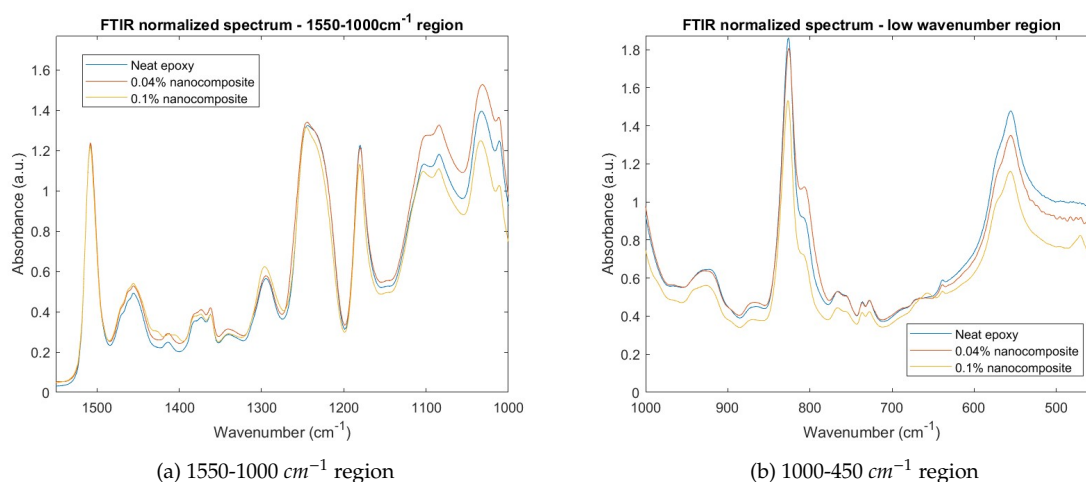 FTIR normalized spectrum - 1550-1000cm⁻¹ region
Absorbance (a.u.)
1.6
1.4
1.2
1
0.8
0.6
0.4
0.2
0
Neat epoxy
0.04% nanocomposite
0.1% nanocomposite
1500 1400 1300 1200 1100 1000
Wavenumber (cm⁻¹)
(a) 1550-1000 cm⁻¹ region
FTIR normalized spectrum - low wavenumber region
Absorbance (a.u.)
1.8
1.6
1.4
1.2
1
0.8
0.6
0.4
0.2
0
Neat epoxy
0.04% nanocomposite
0.1% nanocomposite
1000 900 800 700 600 500
Wavenumber (cm⁻¹)
(b) 1000-450 cm⁻¹ region